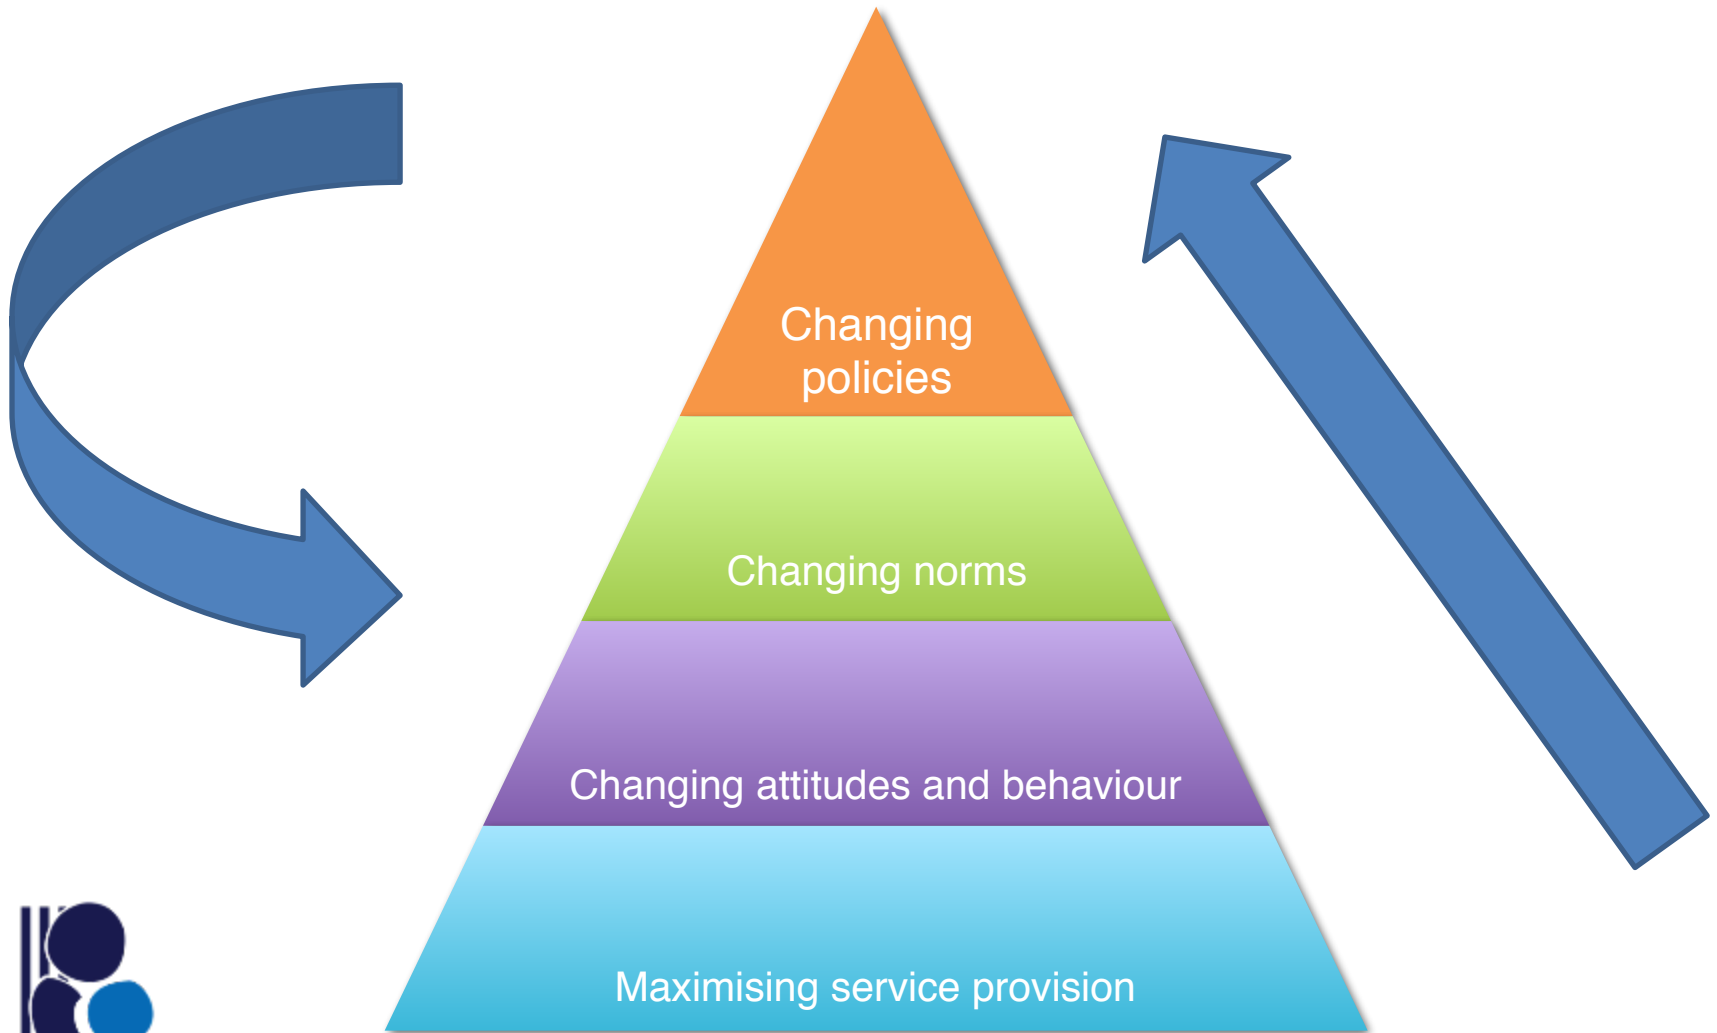 Changing
policies
Changing norms
Changing attitudes and behaviour
Maximising service provision